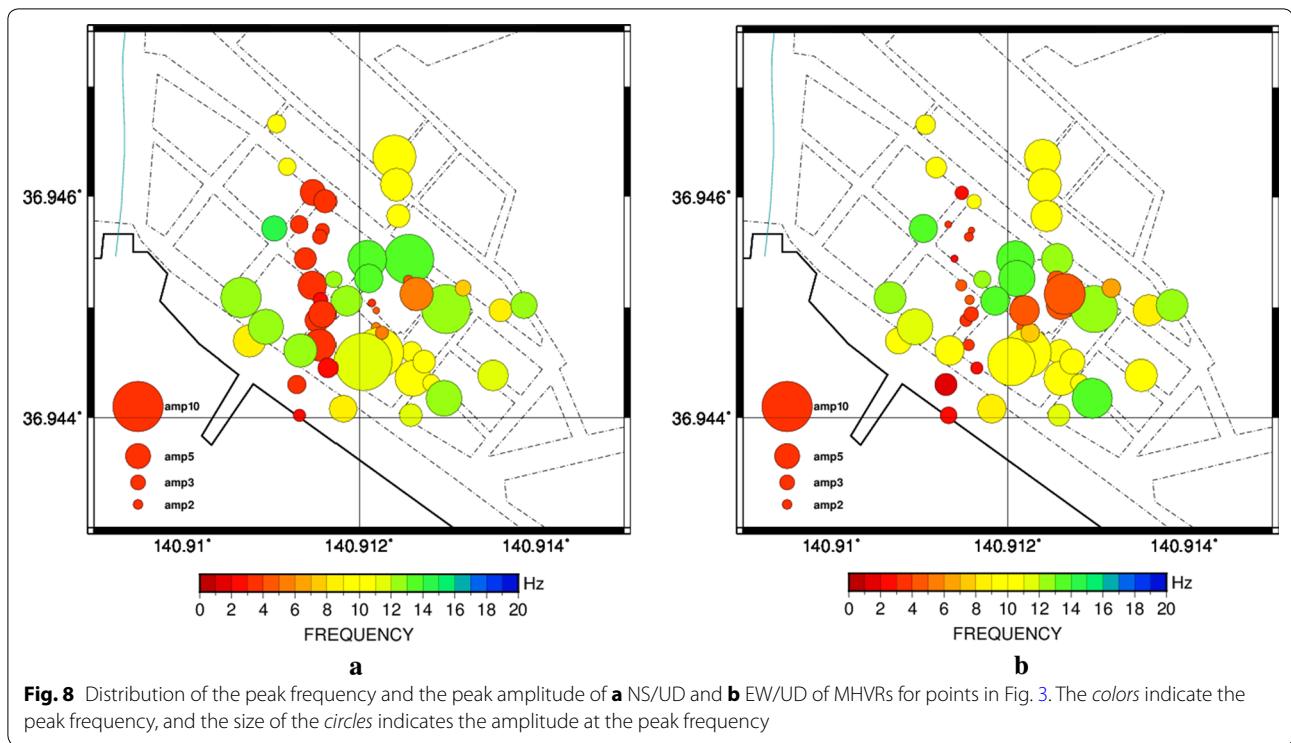 a
b
36.946°
36.944°
amp10
amp5
amp3
amp2
140.91°
140.912°
140.914°
0 2 4 6 8 10 12 14 16 18 20
Hz
FREQUENCY
a
36.946°
36.944°
amp10
amp5
amp3
amp2
140.91°
140.912°
140.914°
0 2 4 6 8 10 12 14 16 18 20
Hz
FREQUENCY
b
Fig. 8 Distribution of the peak frequency and the peak amplitude of a NS/UD and b EW/UD of MHVRs for points in Fig. 3. The colors indicate the
peak frequency, and the size of the circles indicates the amplitude at the peak frequency